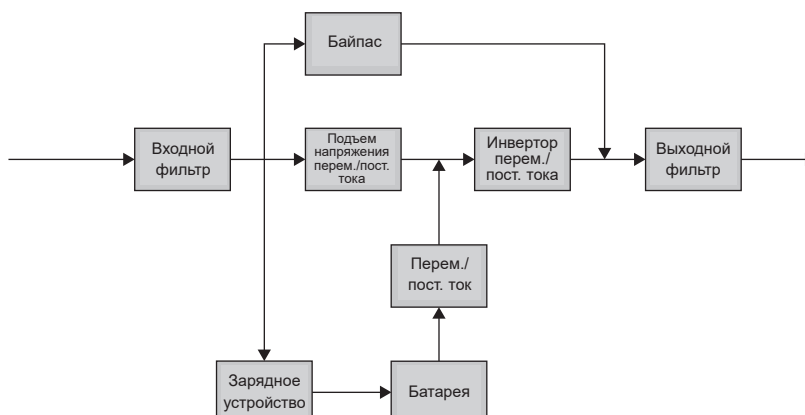 Байпас
Входной
фильтр
Подъем
напряжения
перем./пост.
тока
Инвертор
перем./
пост. тока
Выходной
фильтр
Перем./
пост. ток
Зарядное
устройство
Батарея